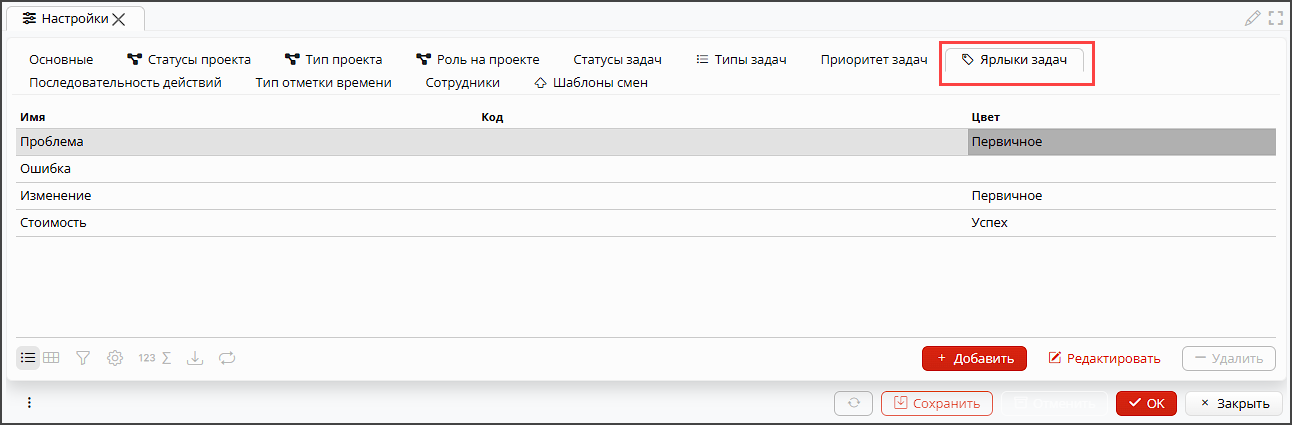 Настройки
Основные Статусы проекта Тип проекта Роль на проекте Статусы задач Типы задач Приоритет задач Ярлыки задач
Последовательность действий Тип отметки времени Сотрудники Шаблоны смен
Имя Код Цвет
Проблема Первичное
Ошибка
Изменение Первичное
Стоимость Успех
123 Σ + Добавить Редактировать — Удалить
Сохранить OK × Закрыть